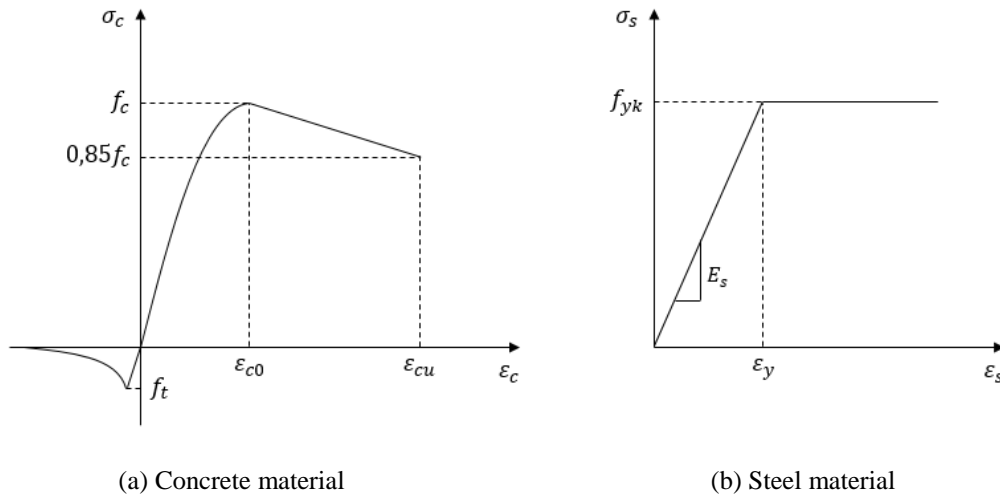 σc
fc
0,85fc
ft
εc0
εcu
εc
(a) Concrete material
σs
fyk
Es
εy
εs
(b) Steel material